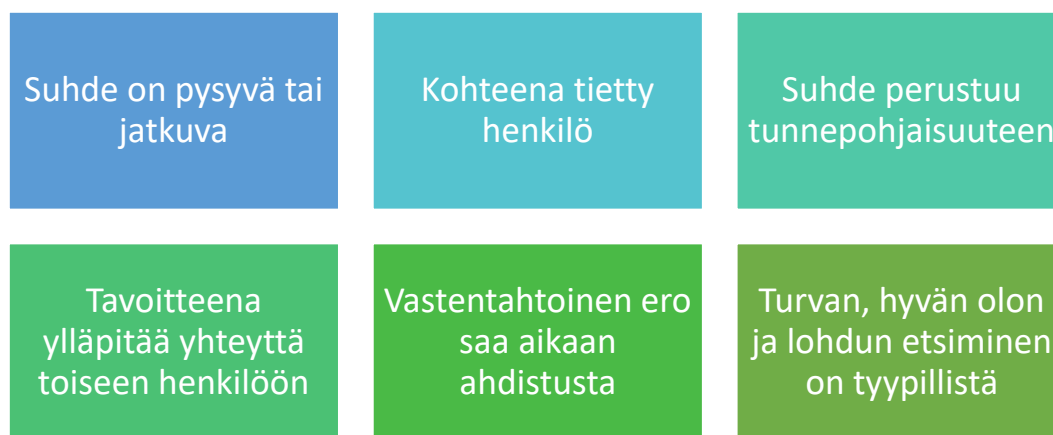 Suhde on pysyvä tai
jatkuva
Kohteena tietty
henkilö
Suhde perustuu
tunnepohjaisuuteen
Tavoitteena
ylläpitää yhteyttä
toiseen henkilöön
Vastentahtoinen ero
saa aikaan
ahdistusta
Turvan, hyvän olon
ja lohdun etsiminen
on tyypillistä